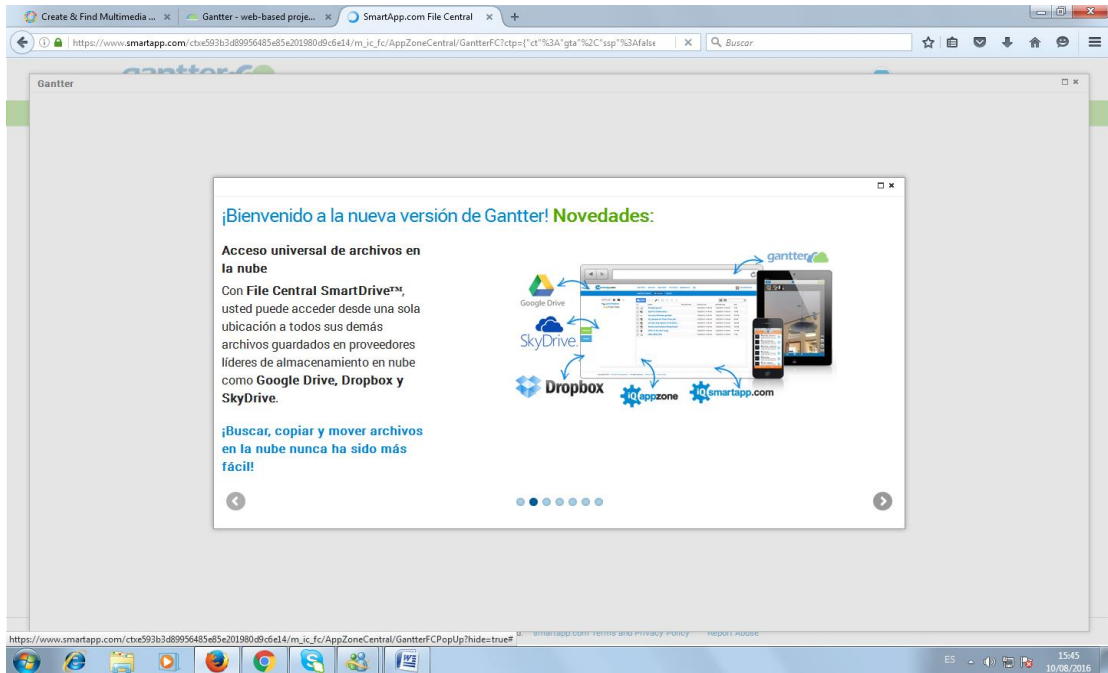 Create & Find Multimedia ...
Gantter - web-based proje...
SmartApp.com File Central
https://www.smartapp.com/ctxe593b3d89956485e85e201980d9c6e14/m_ic_fc/AppZoneCentral/GantterFC?ctp={"ct"%3A"gta"%2C"ssp"%3Afalse
Buscar
Gantter
¡Bienvenido a la nueva versión de Gantter! Novedades:
Acceso universal de archivos en
la nube
Con File Central SmartDrive™,
usted puede acceder desde una sola
ubicación a todos sus demás
archivos guardados en proveedores
líderes de almacenamiento en nube
como Google Drive, Dropbox y
SkyDrive.
¡Buscar, copiar y mover archivos
en la nube nunca ha sido más
fácil!
gantter
Google Drive
SkyDrive.
Dropbox
iQ appzone
iQ smartapp.com
https://www.smartapp.com/ctxe593b3d89956485e85e201980d9c6e14/m_ic_fc/AppZoneCentral/GantterFCPopUp?hide=true#
smartapp.com Terms and Privacy Policy
Report Abuse
ES
15:45
10/08/2016